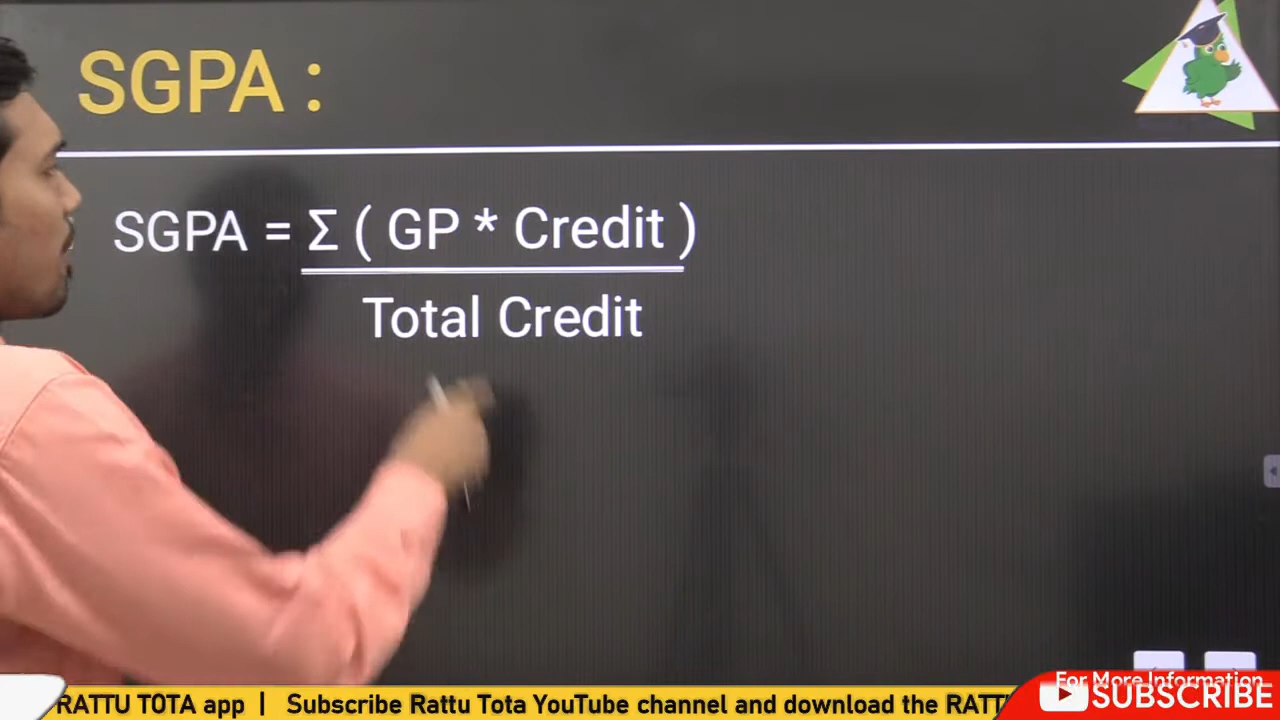 SGPA :
SGPA = Σ ( GP * Credit )
Total Credit
For More Information
RATTU TOTA app | Subscribe Rattu Tota YouTube channel and download the RATT
SUBSCRIBE